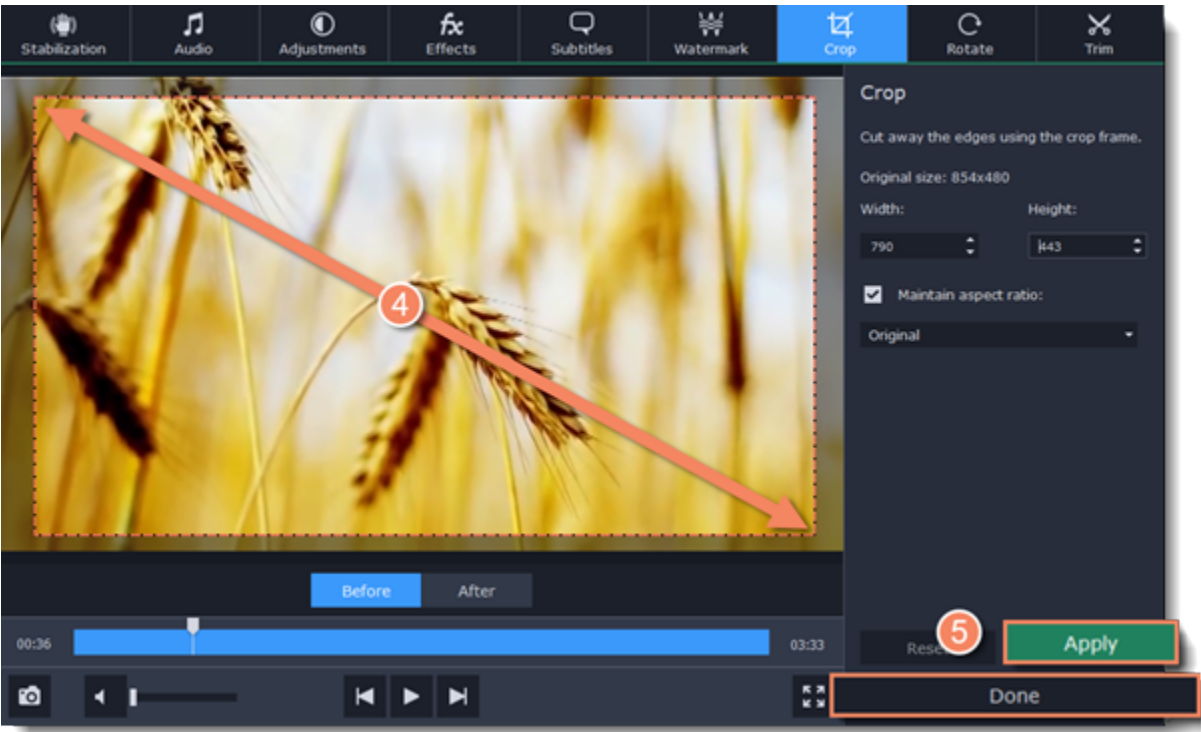 Stabilization
Audio
Adjustments
fx
Effects
Subtitles
Watermark
Crop
Rotate
Trim
Crop
Cut away the edges using the crop frame.
Original size: 854x480
Width:
Height:
790
443
Maintain aspect ratio:
Original
4
Before
After
00:36
03:33
5
Apply
Done